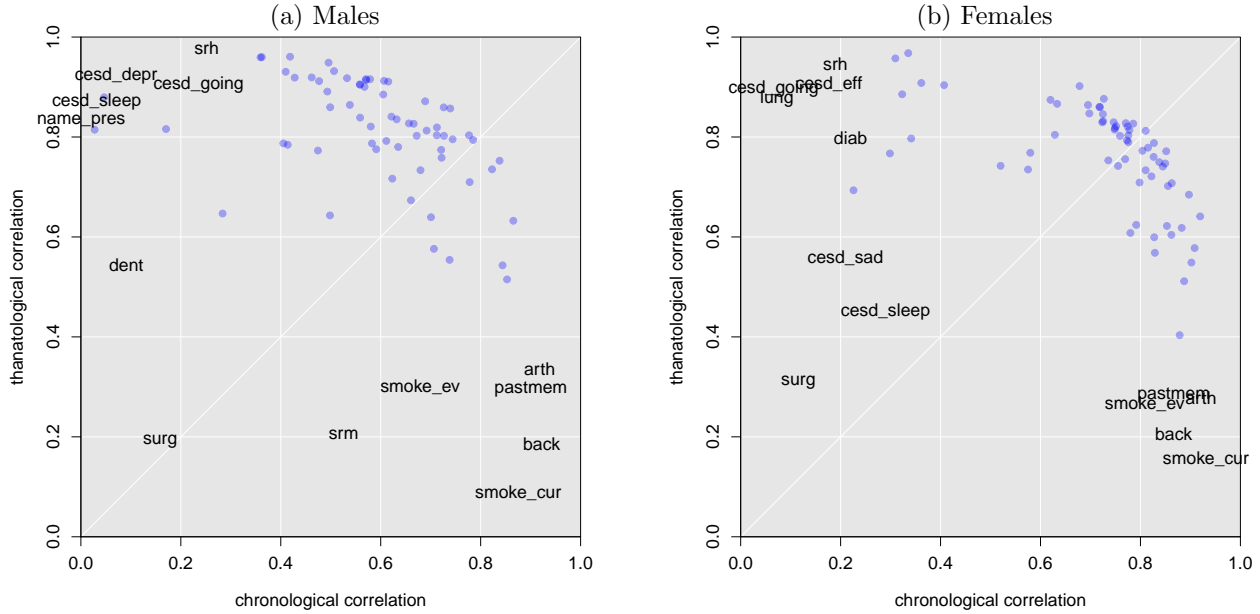 (a) Males
srh
cesd_depr
cesd_going
cesd_sleep
name_pres
dent
arth
smoke_ev
pastmem
surg
srm
back
smoke_cur
0.0
0.2
0.4
0.6
0.8
1.0
0.0
0.2
0.4
0.6
0.8
1.0
thanatological correlation
chronological correlation
(b) Females
srh
cesd_eff
cesd_going
lung
diab
cesd_sad
cesd_sleep
surg
pastmem
arth
smoke_ev
back
smoke_cur
0.0
0.2
0.4
0.6
0.8
1.0
0.0
0.2
0.4
0.6
0.8
1.0
thanatological correlation
chronological correlation